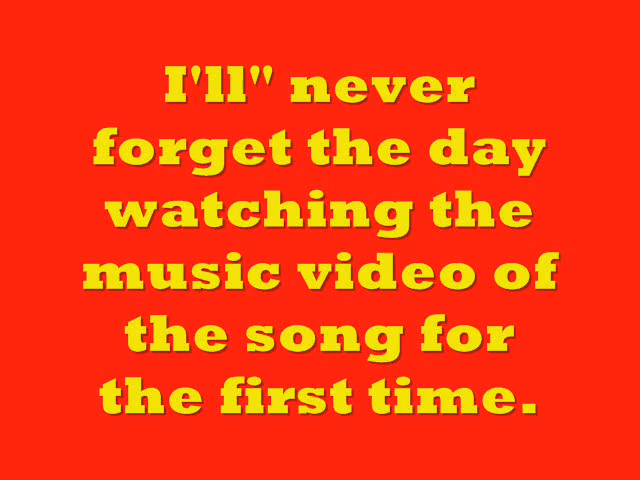 I'll" never
forget the day
watching the
music video of
the song for
the first time.